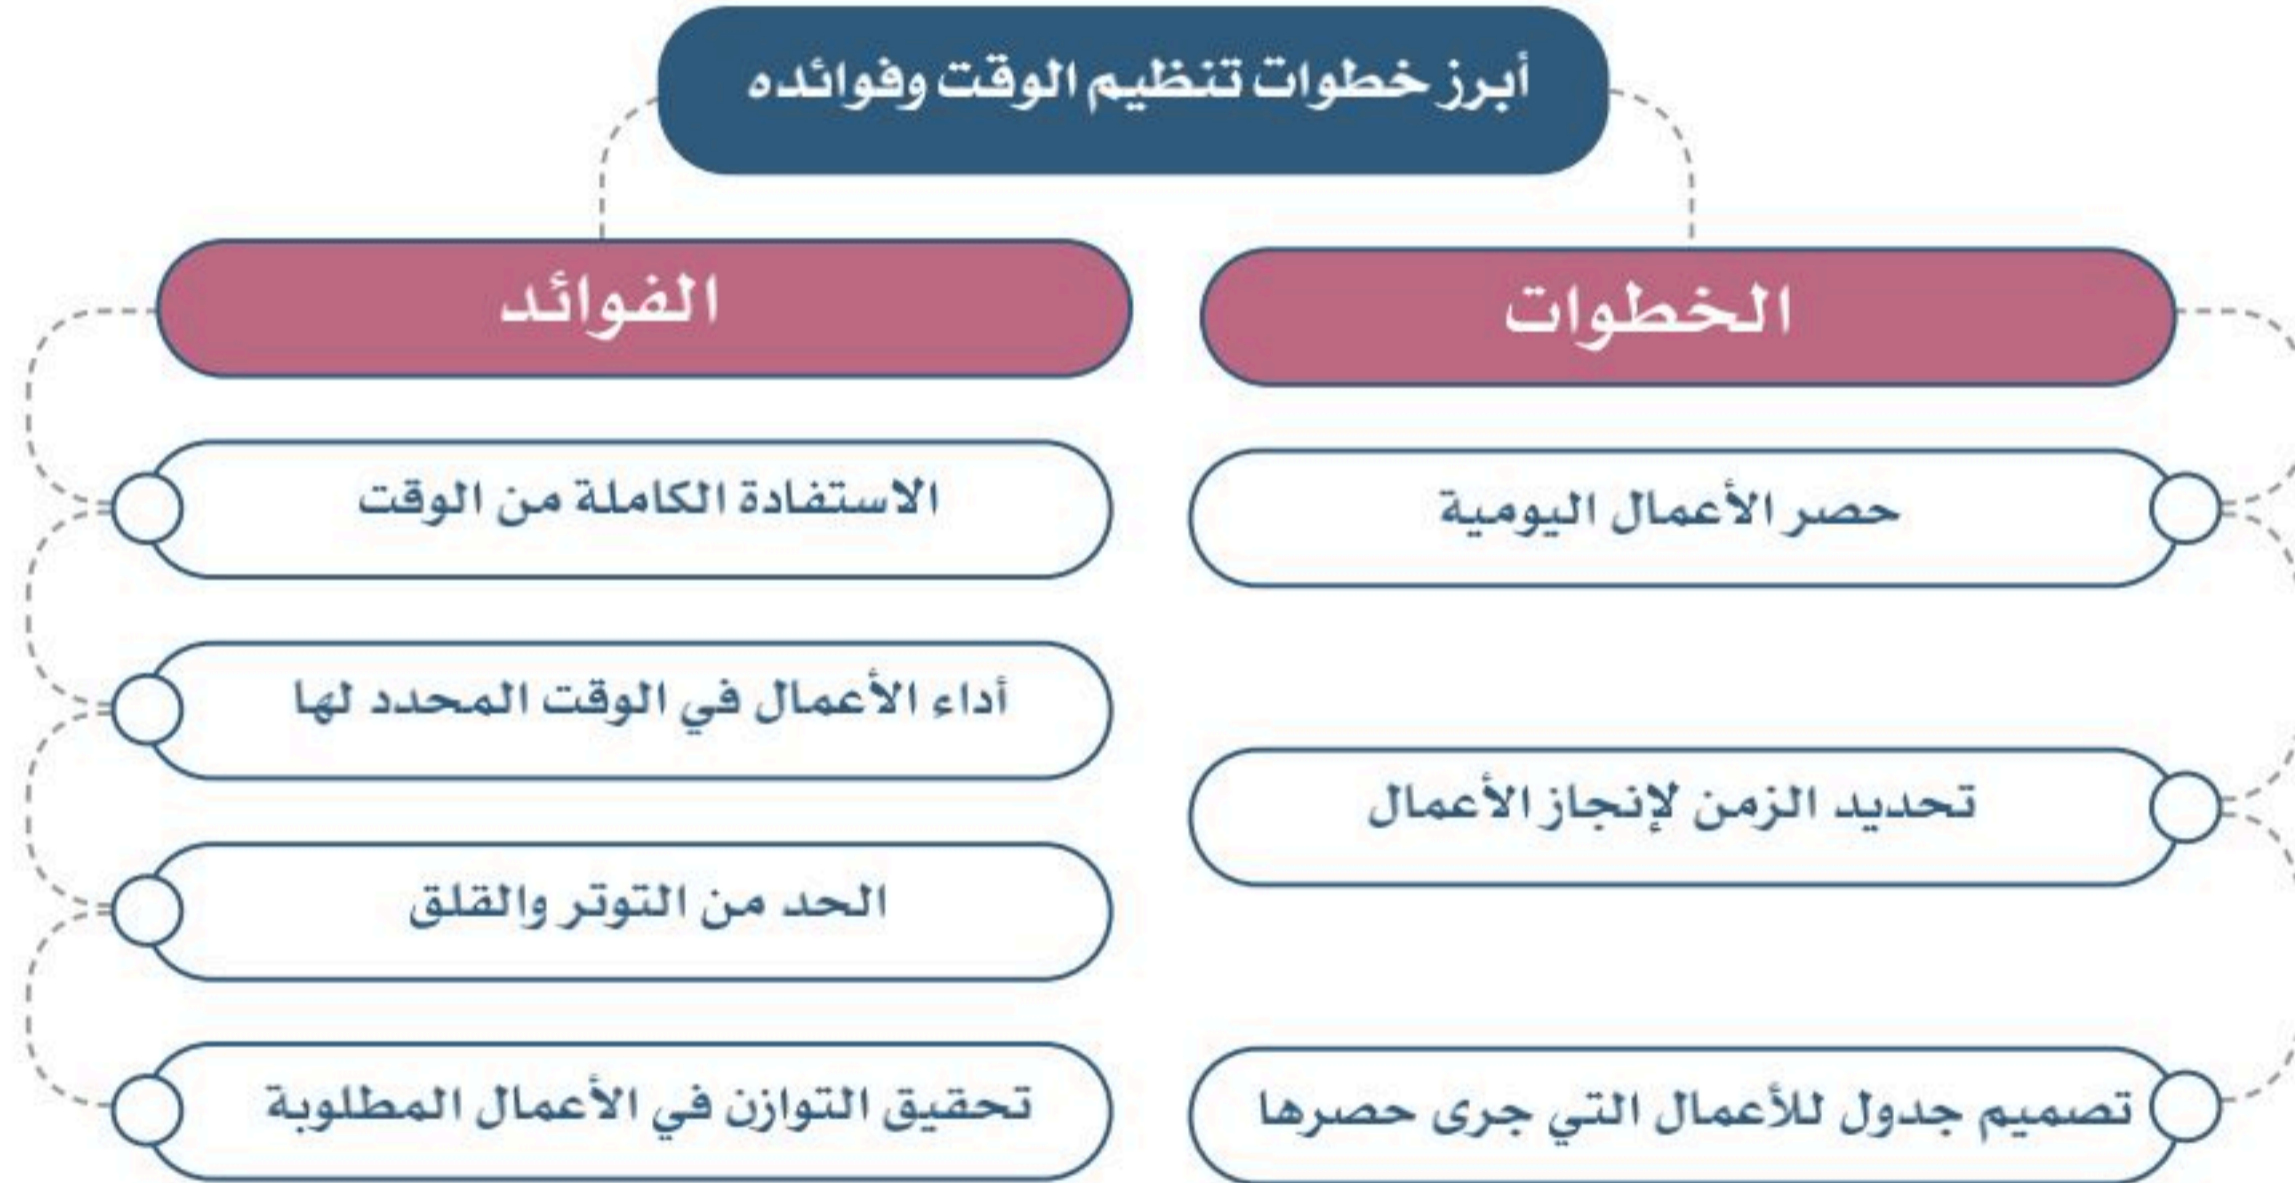 أبرز خطوات تنظيم الوقت وفوائده
الخطوات
حصر الأعمال اليومية
تحديد الزمن لإنجاز الأعمال
تصميم جدول للأعمال التي جرى حصرها
الفوائد
الاستفادة الكاملة من الوقت
أداء الأعمال في الوقت المحدد لها
الحد من التوتر والقلق
تحقيق التوازن في الأعمال المطلوبة